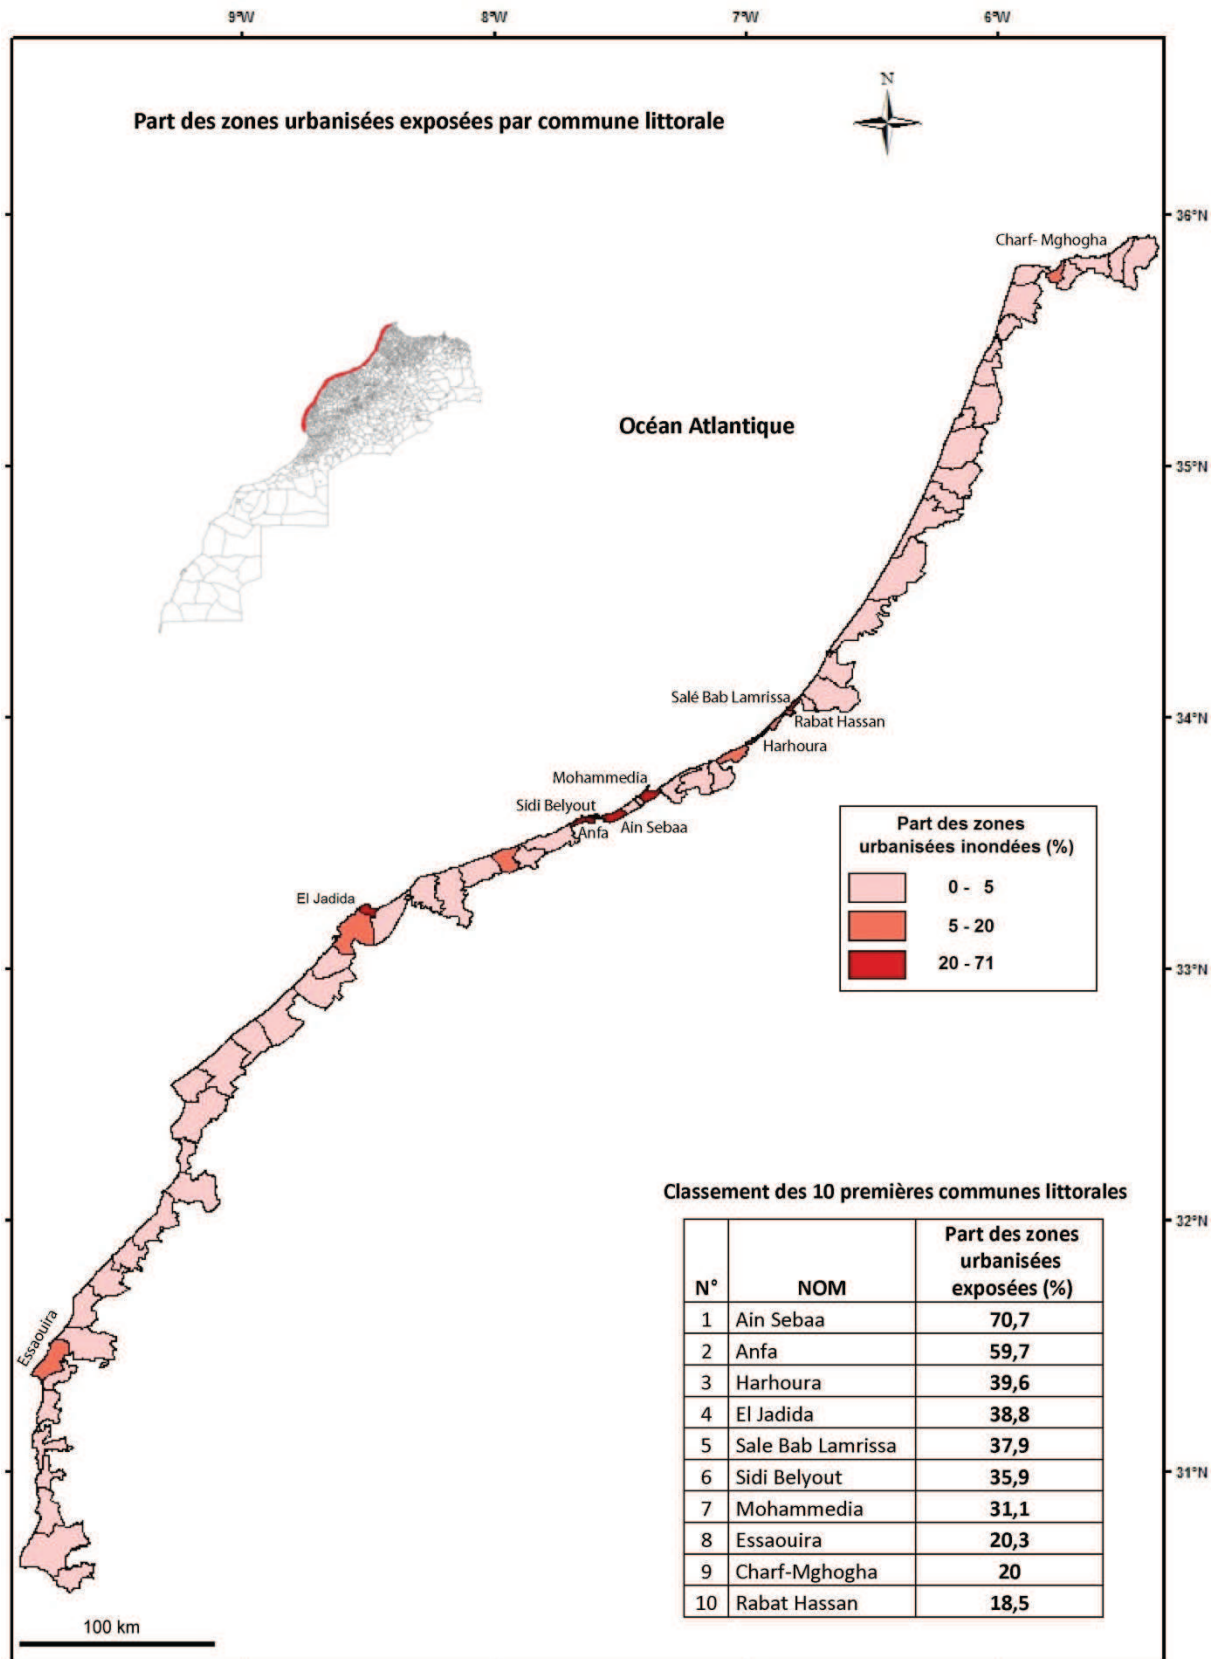 9°W 8°W 7°W 6°W
Part des zones urbanisées exposées par commune littorale
N
36°N
Charf- Mghogha
Océan Atlantique
35°N
Salé Bab Lamrissa
34°N
Rabat Hassan
Harhoura
Mohammedia
Sidi Belyout
Anfa
Ain Sebaa
Part des zones
urbanisées inondées (%)
0 - 5
5 - 20
20 - 71
El Jadida
33°N
Classement des 10 premières communes littorales
32°N
N° NOM Part des zones
urbanisées
exposées (%)
1 Ain Sebaa 70,7
2 Anfa 59,7
3 Harhoura 39,6
4 El Jadida 38,8
5 Sale Bab Lamrissa 37,9
6 Sidi Belyout 35,9
7 Mohammedia 31,1
8 Essaouira 20,3
9 Charf-Mghogha 20
10 Rabat Hassan 18,5
Essaouira
31°N
100 km